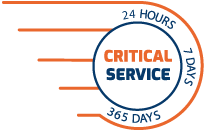 24 HOURS
7 DAYS
CRITICAL
SERVICE
365 DAYS